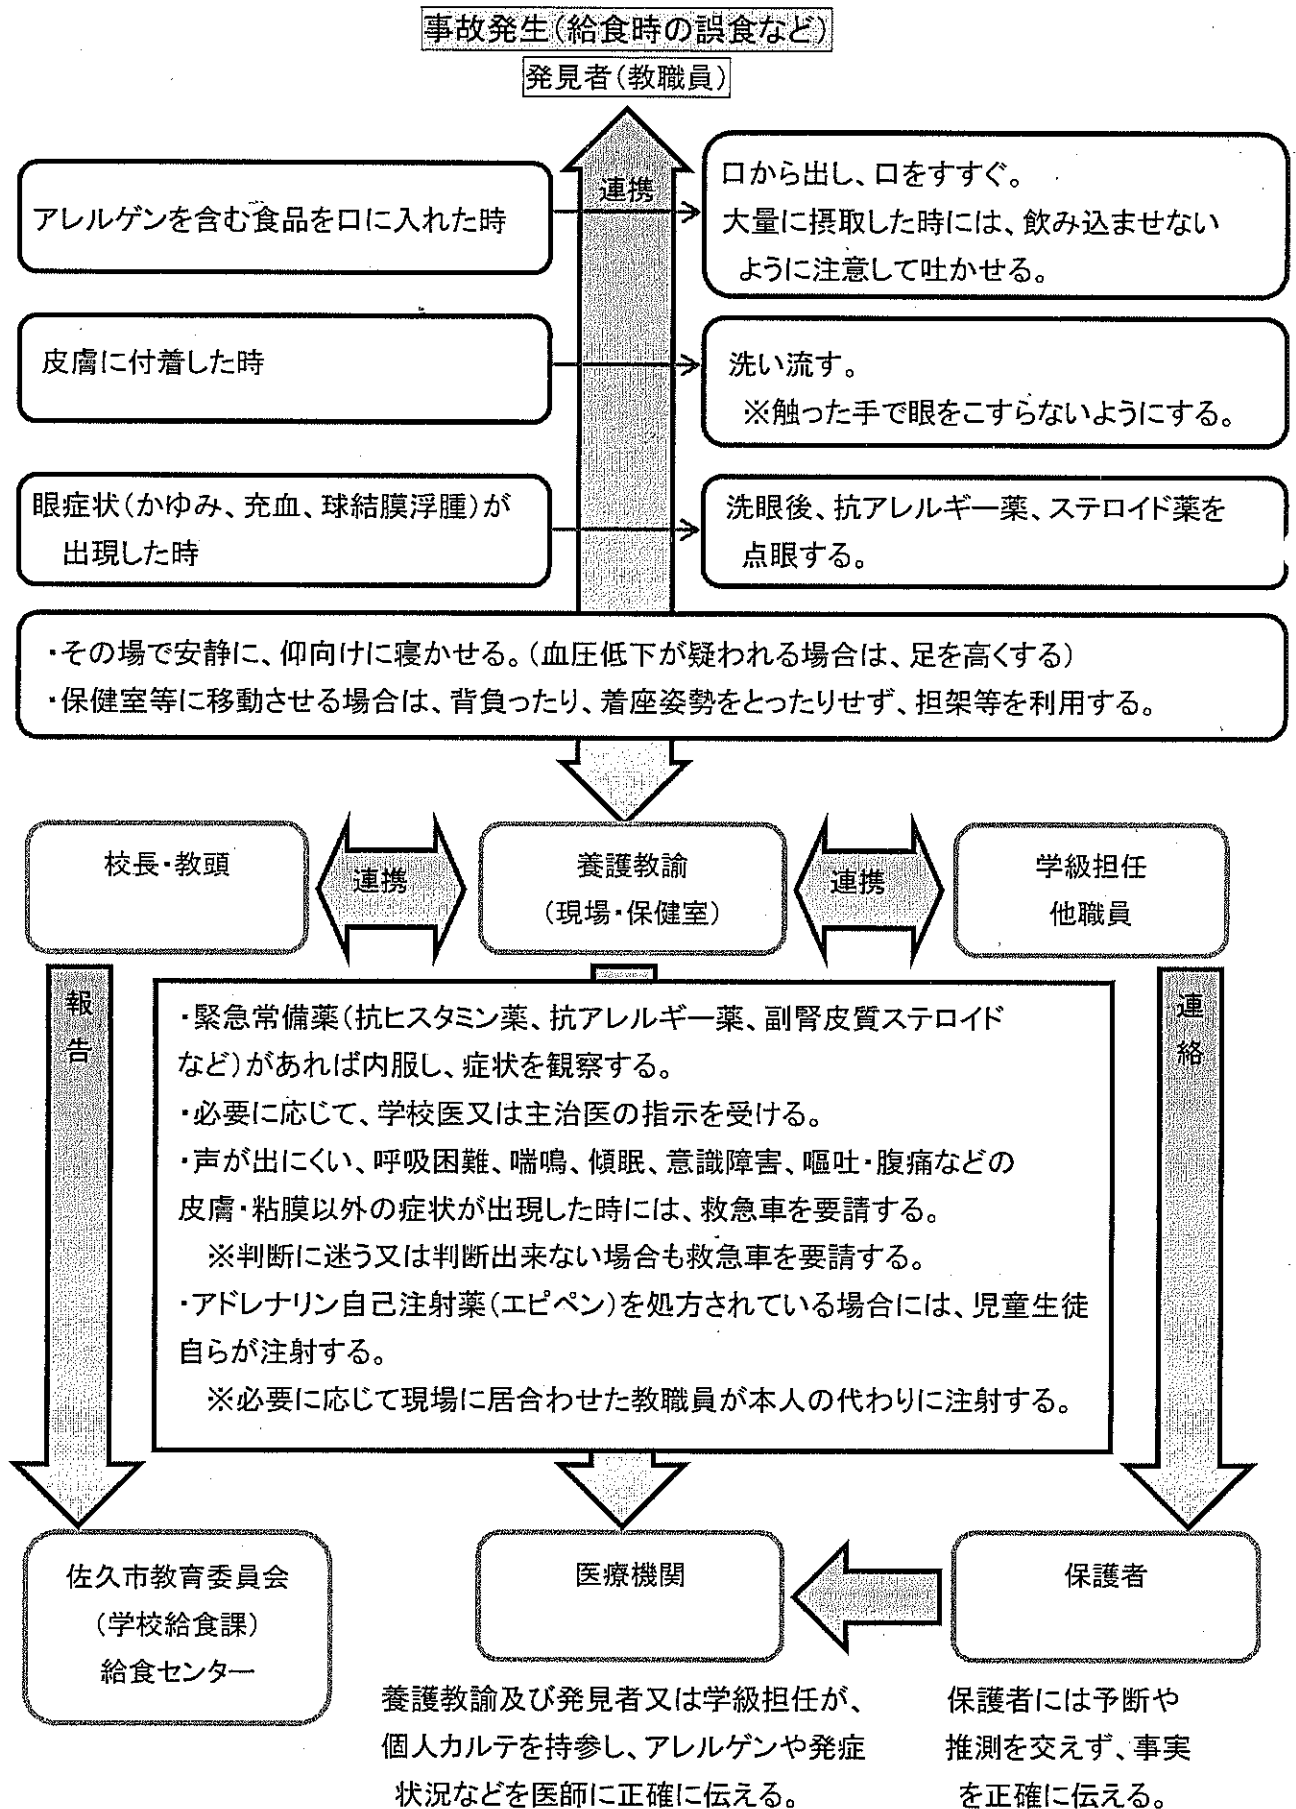 事故発生(給食時の誤食など)
発見者(教職員)
連携
アレルゲンを含む食品を口に入れた時
口から出し、口をすすぐ。
大量に摂取した時には、飲み込ませない
ように注意して吐かせる。
皮膚に付着した時
洗い流す。
※触った手で眼をこすらないようにする。
眼症状(かゆみ、充血、球結膜浮腫)が
出現した時
洗眼後、抗アレルギー薬、ステロイド薬を
点眼する。
・その場で安静に、仰向けに寝かせる。(血圧低下が疑われる場合は、足を高くする)
・保健室等に移動させる場合は、背負ったり、着座姿勢をとったりせず、担架等を利用する。
校長・教頭
連携
養護教諭
(現場・保健室)
連携
学級担任
他職員
報告
・緊急常備薬(抗ヒスタミン薬、抗アレルギー薬、副腎皮質ステロイド
など)があれば内服し、症状を観察する。
・必要に応じて、学校医又は主治医の指示を受ける。
・声が出にくい、呼吸困難、喘鳴、傾眠、意識障害、嘔吐・腹痛などの
皮膚・粘膜以外の症状が出現した時には、救急車を要請する。
※判断に迷う又は判断出来ない場合も救急車を要請する。
・アドレナリン自己注射薬(エピペン)を処方されている場合には、児童生徒
自らが注射する。
※必要に応じて現場に居合わせた教職員が本人の代わりに注射する。
連絡
佐久市教育委員会
(学校給食課)
給食センター
医療機関
保護者
養護教諭及び発見者又は学級担任が、
個人カルテを持参し、アレルゲンや発症
状況などを医師に正確に伝える。
保護者には予断や
推測を交えず、事実
を正確に伝える。